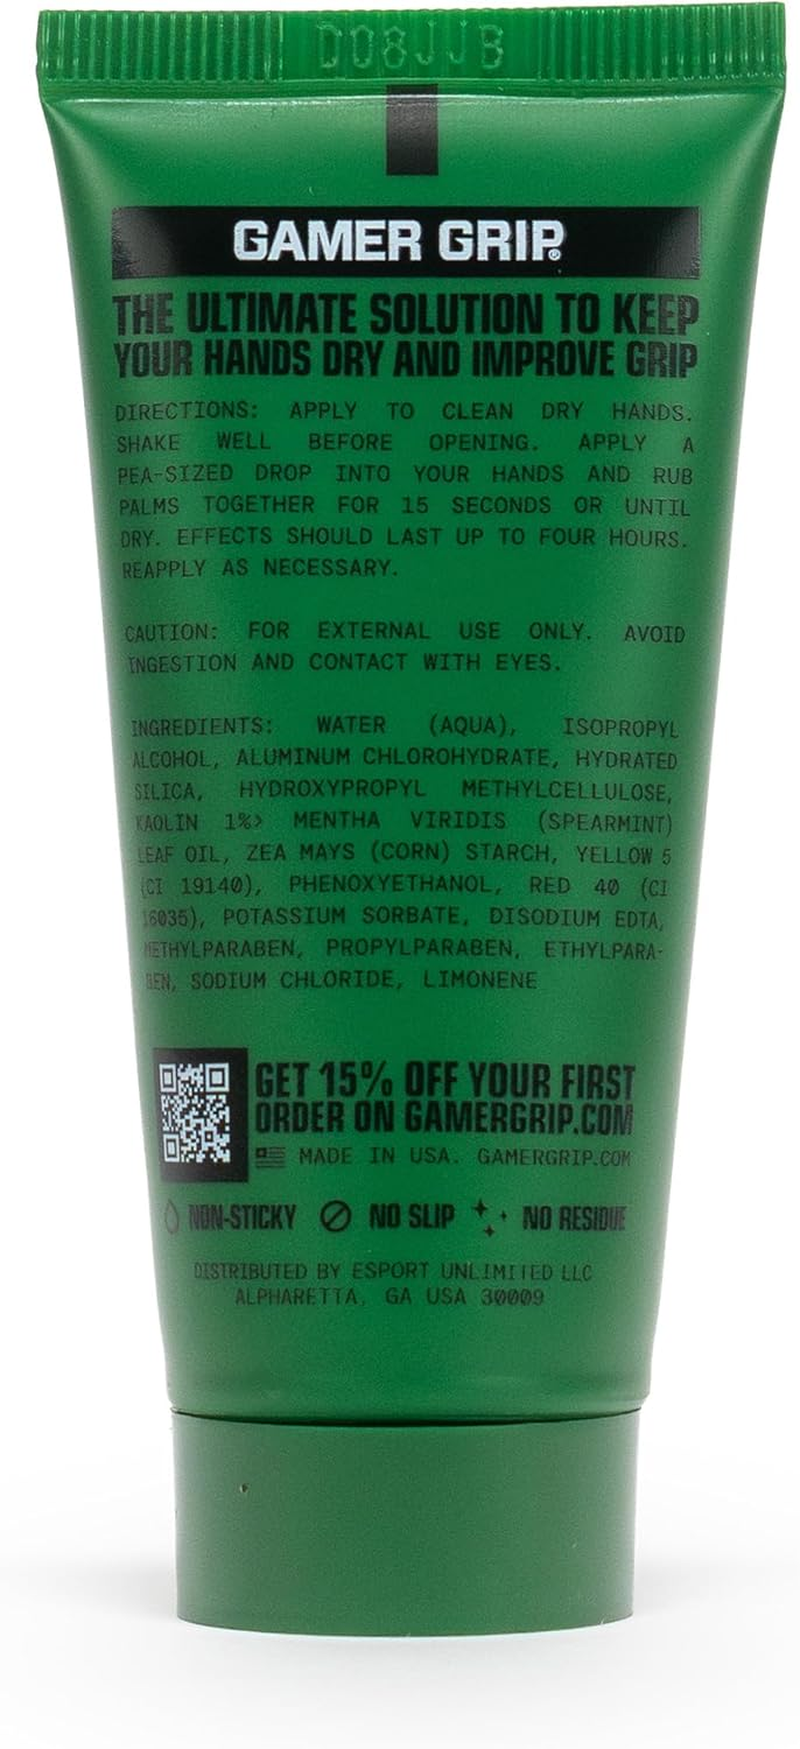 D08JJB
GAMER GRIP®
THE ULTIMATE SOLUTION TO KEEP
YOUR HANDS DRY AND IMPROVE GRIP
DIRECTIONS: APPLY TO CLEAN DRY HANDS.
SHAKE WELL BEFORE OPENING. APPLY A
PEA-SIZED DROP INTO YOUR HANDS AND RUB
PALMS TOGETHER FOR 15 SECONDS OR UNTIL
DRY. EFFECTS SHOULD LAST UP TO FOUR HOURS.
REAPPLY AS NECESSARY.
CAUTION: FOR EXTERNAL USE ONLY. AVOID
INGESTION AND CONTACT WITH EYES.
INGREDIENTS: WATER (AQUA), ISOPROPYL
ALCOHOL, ALUMINUM CHLOROHYDRATE, HYDRATED
SILICA, HYDROXYPROPYL METHYLCELLULOSE,
KAOLIN 1%> MENTHA VIRIDIS (SPEARMINT)
LEAF OIL, ZEA MAYS (CORN) STARCH, YELLOW 5
(CI 19140), PHENOXYETHANOL, RED 40 (CI
16035), POTASSIUM SORBATE, DISODIUM EDTA,
METHYLPARABEN, PROPYLPARABEN, ETHYLPARA-
BEN, SODIUM CHLORIDE, LIMONENE
GET 15% OFF YOUR FIRST
ORDER ON GAMERGRIP.COM
MADE IN USA. GAMERGRIP.COM
NON-STICKY NO SLIP NO RESIDUE
DISTRIBUTED BY ESPORT UNLIMITED LLC
ALPHARETTA, GA USA 30009